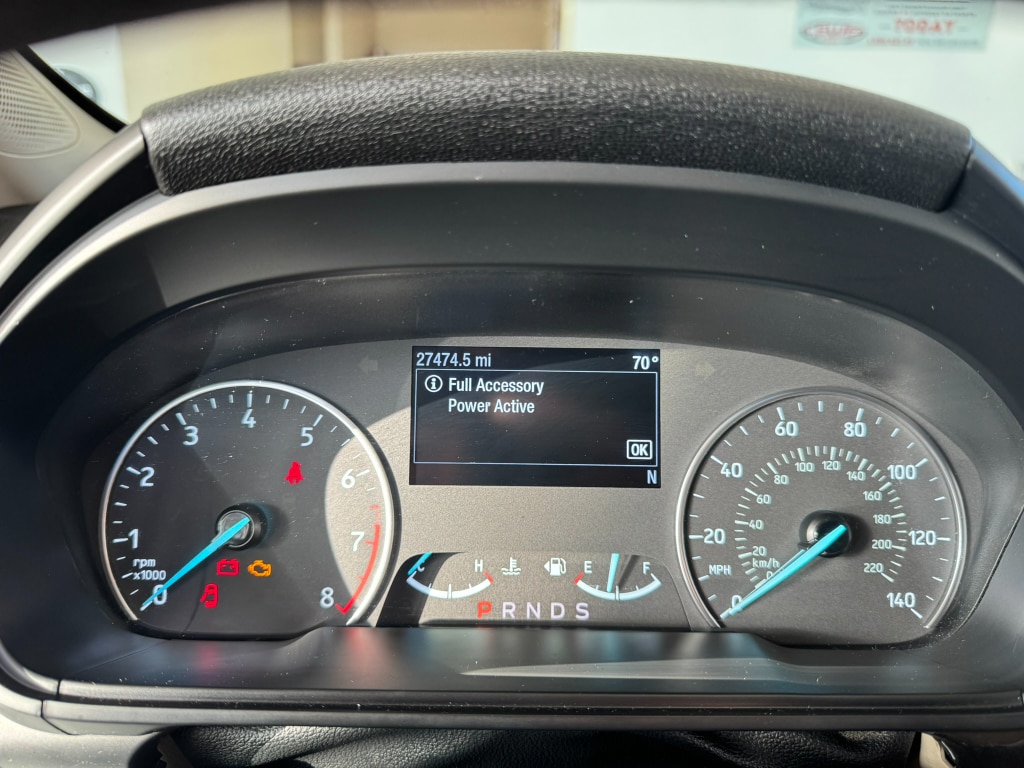 TODAY
27474.5 mi 70°
Full Accessory
Power Active
OK
N
0 1 2 3 4 5 6 7 8
rpm
x1000
0 20 40 60 80 100 120 140
MPH
0 20 40 60 80 100 120 140 160 180 200 220
km/h
C H E F
P R N D S